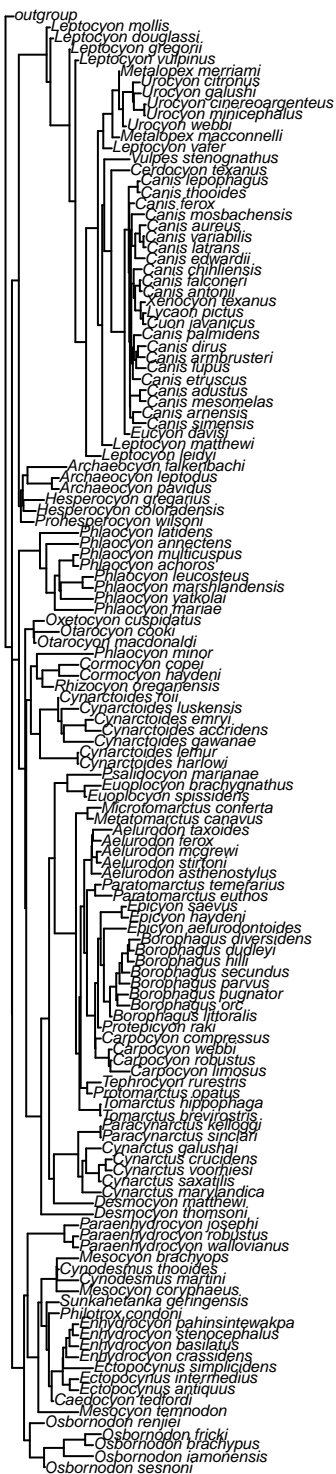 outgroup
Leptocyon mollis
Leptocyon douglassi
Leptocyon gregorii
Leptocyon vulpinus
Metalopex merriami
Urocyon citronus
Urocyon galushi
Urocyon cinereoargenteus
Urocyon minicephalus
Urocyon webbi
Metalopex macconnelli
Leptocyon vafer
Vulpes stenognathus
Cerdocyon texanus
Canis lepophagus
Canis thooides
Canis ferox
Canis mosbachensis
Canis aureus
Canis variabilis
Canis latrans
Canis edwardii
Canis chihliensis
Canis falconeri
Canis antonii
Xenocyon texanus
Lycaon pictus
Cuon javanicus
Canis palmidens
Canis dirus
Canis armbrusteri
Canis lupus
Canis etruscus
Canis adustus
Canis mesomelas
Canis arnensis
Canis simensis
Eucyon davisi
Leptocyon matthewi
Leptocyon leidyi
Archaeocyon falkenbachi
Archaeocyon leptodus
Archaeocyon pavidus
Hesperocyon gregarius
Hesperocyon coloradensis
Prohesperocyon wilsoni
Phlaocyon latidens
Phlaocyon annectens
Phlaocyon multicuspus
Phlaocyon achoros
Phlaocyon leucosteus
Phlaocyon marshlandensis
Phlaocyon yatkolai
Phlaocyon mariae
Oxetocyon cuspidatus
Otarocyon cooki
Otarocyon macdonaldi
Phlaocyon minor
Cormocyon copei
Cormocyon haydeni
Rhizocyon oreganensis
Cynarctoides roii
Cynarctoides luskensis
Cynarctoides emryi
Cynarctoides accridens
Cynarctoides gawanae
Cynarctoides lemur
Cynarctoides harlowi
Psalidocyon marianae
Euoplocyon brachygnathus
Euoplocyon spissidens
Microtomarctus conferta
Metatomarctus canavus
Aelurodon taxoides
Aelurodon ferox
Aelurodon mcgrewi
Aelurodon stirtoni
Aelurodon asthenostylus
Paratomarctus temerarius
Paratomarctus euthos
Epicyon saevus
Epicyon haydeni
Epicyon aelurodontoides
Borophagus diversidens
Borophagus dudleyi
Borophagus hilli
Borophagus secundus
Borophagus parvus
Borophagus pugnator
Borophagus orc
Borophagus littoralis
Protepicyon raki
Carpocyon compressus
Carpocyon webbi
Carpocyon robustus
Carpocyon limosus
Tephrocyon rurestris
Protomarctus opatus
Tomarctus hippophaga
Tomarctus brevirostris
Paracynarctus kelloggi
Paracynarctus sinclari
Cynarctus galushai
Cynarctus crucidens
Cynarctus voorhiesi
Cynarctus saxatilis
Cynarctus marylandica
Desmocyon matthewi
Desmocyon thomsoni
Paraenhydrocyon josephi
Paraenhydrocyon robustus
Paraenhydrocyon wallovianus
Mesocyon brachyops
Cynodesmus thooides
Cynodesmus martini
Mesocyon coryphaeus
Sunkahetanka geringensis
Philotrox condoni
Enhydrocyon pahinsintewakpa
Enhydrocyon stenocephalus
Enhydrocyon basilatus
Enhydrocyon crassidens
Ectopocynus simplicidens
Ectopocynus intermedius
Ectopocynus antiquus
Caedocyon tedfordi
Mesocyon temnodon
Osbornodon renjiei
Osbornodon fricki
Osbornodon brachypus
Osbornodon iamonensis
Osbornodon sesnoni